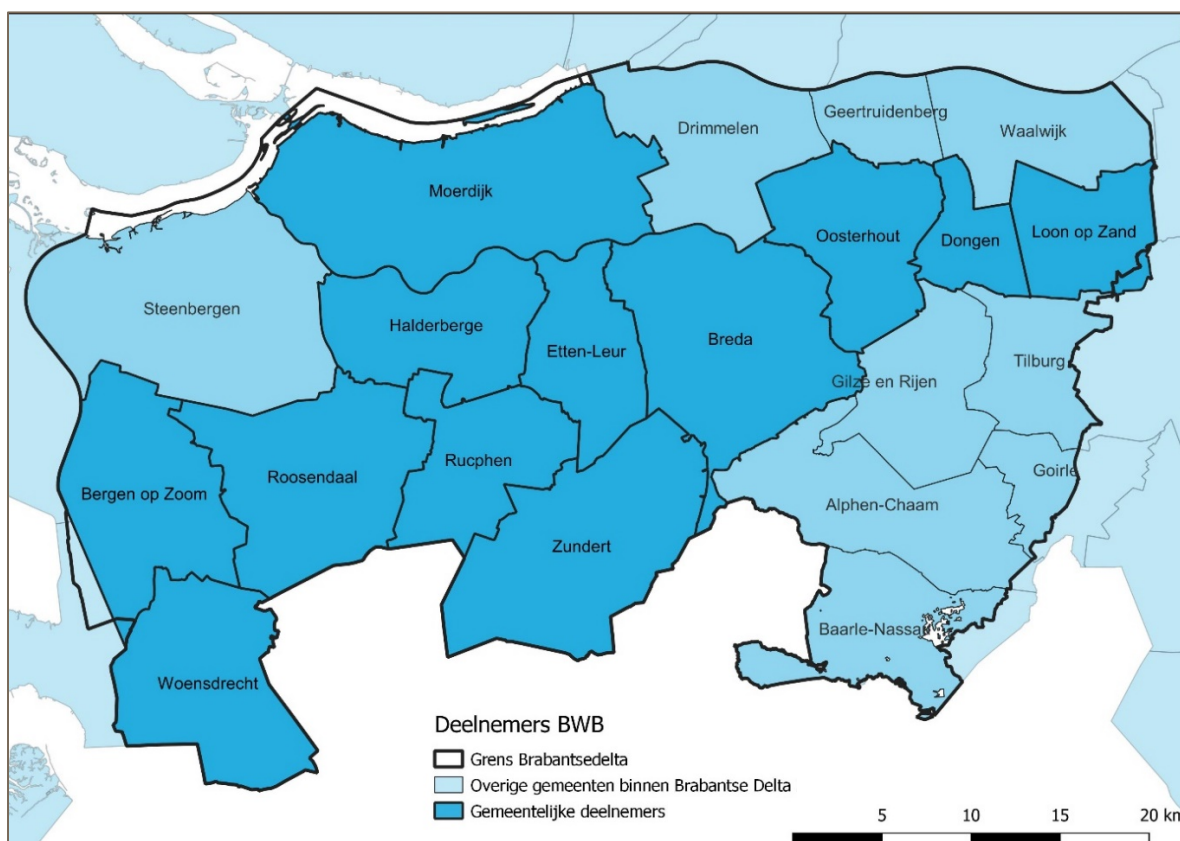 Geertruidenberg
Drimmelen
Waalwijk
Moerdijk
Oosterhout
Dongen
Loon op Zand
Steenbergen
Halderberge
Etten-Leur
Breda
Tilburg
Gilze en Rijen
Rucphen
Bergen op Zoom
Roosendaal
Goirle
Alphen-Chaam
Zundert
Baarle-Nassau
Woensdrecht
Deelnemers BWB
Grens Brabantsedelta
Overige gemeenten binnen Brabantse Delta
Gemeentelijke deelnemers
5 10 15 20 km